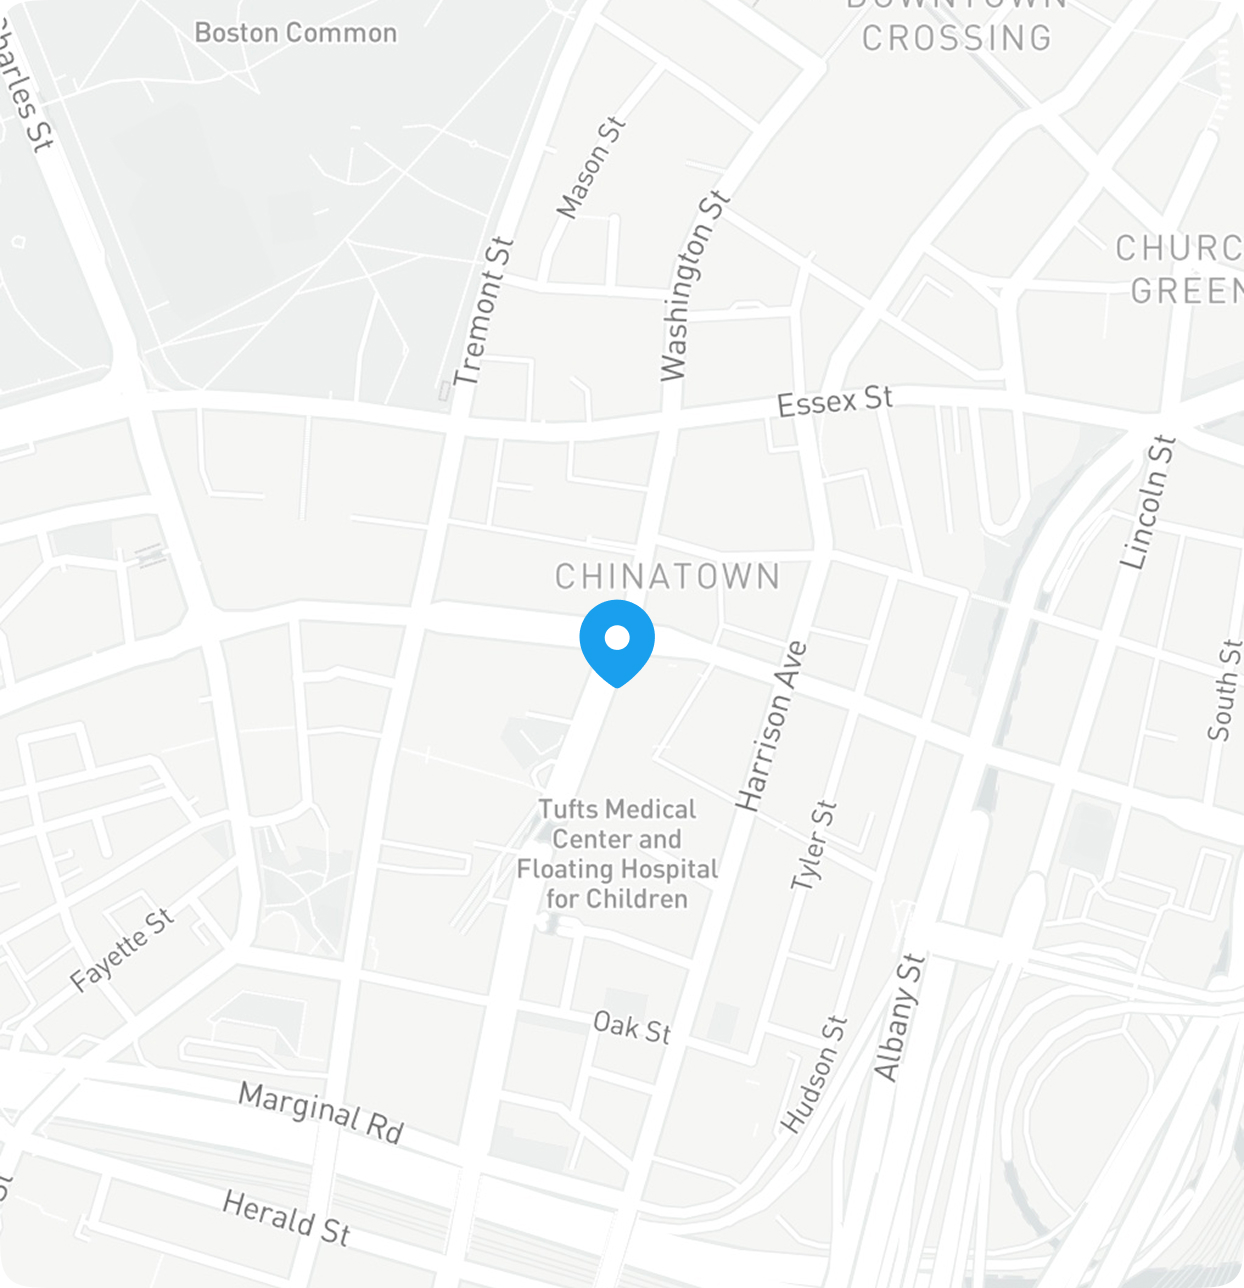 DOWNTOWN
CROSSING
Boston Common
Charles St
Mason St
Washington St
Tremont St
CHURC
GREEN
Essex St
Lincoln St
CHINATOWN
South St
Harrison Ave
Tufts Medical
Center and
Floating Hospital
for Children
Tyler St
Fayette St
Albany St
Oak St
Hudson St
Marginal Rd
Herald St
St